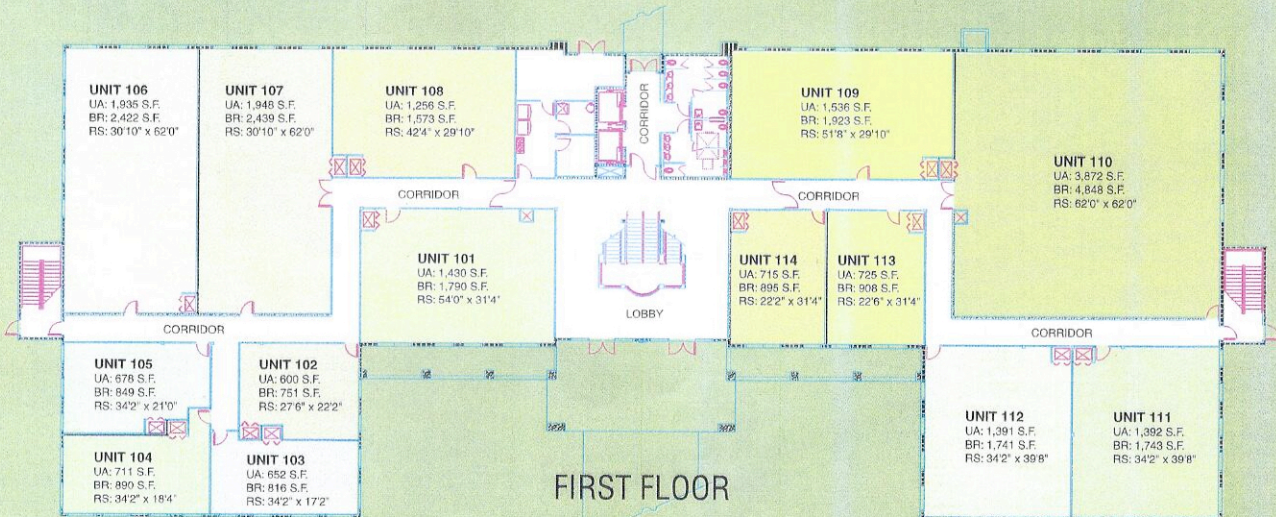 UNIT 106
UA: 1,935 S.F.
BR: 2,422 S.F.
RS: 30'10" x 62'0"
UNIT 107
UA: 1,948 S.F.
BR: 2,439 S.F.
RS: 30'10" x 62'0"
UNIT 108
UA: 1,256 S.F.
BR: 1,573 S.F.
RS: 42'4" x 29'10"
CORRIDOR
UNIT 109
UA: 1,536 S.F.
BR: 1,923 S.F.
RS: 51'8" x 29'10"
UNIT 110
UA: 3,872 S.F.
BR: 4,848 S.F.
RS: 62'0" x 62'0"
CORRIDOR
CORRIDOR
UNIT 101
UA: 1,430 S.F.
BR: 1,790 S.F.
RS: 54'0" x 31'4"
UNIT 114
UA: 715 S.F.
BR: 895 S.F.
RS: 22'2" x 31'4"
UNIT 113
UA: 725 S.F.
BR: 908 S.F.
RS: 22'6" x 31'4"
LOBBY
CORRIDOR
CORRIDOR
UNIT 105
UA: 678 S.F.
BR: 849 S.F.
RS: 34'2" x 21'0"
UNIT 102
UA: 600 S.F.
BR: 751 S.F.
RS: 27'6" x 22'2"
UNIT 104
UA: 711 S.F.
BR: 890 S.F.
RS: 34'2" x 18'4"
UNIT 103
UA: 652 S.F.
BR: 816 S.F.
RS: 34'2" x 17'2"
UNIT 112
UA: 1,391 S.F.
BR: 1,741 S.F.
RS: 34'2" x 39'8"
UNIT 111
UA: 1,392 S.F.
BR: 1,743 S.F.
RS: 34'2" x 39'8"
FIRST FLOOR